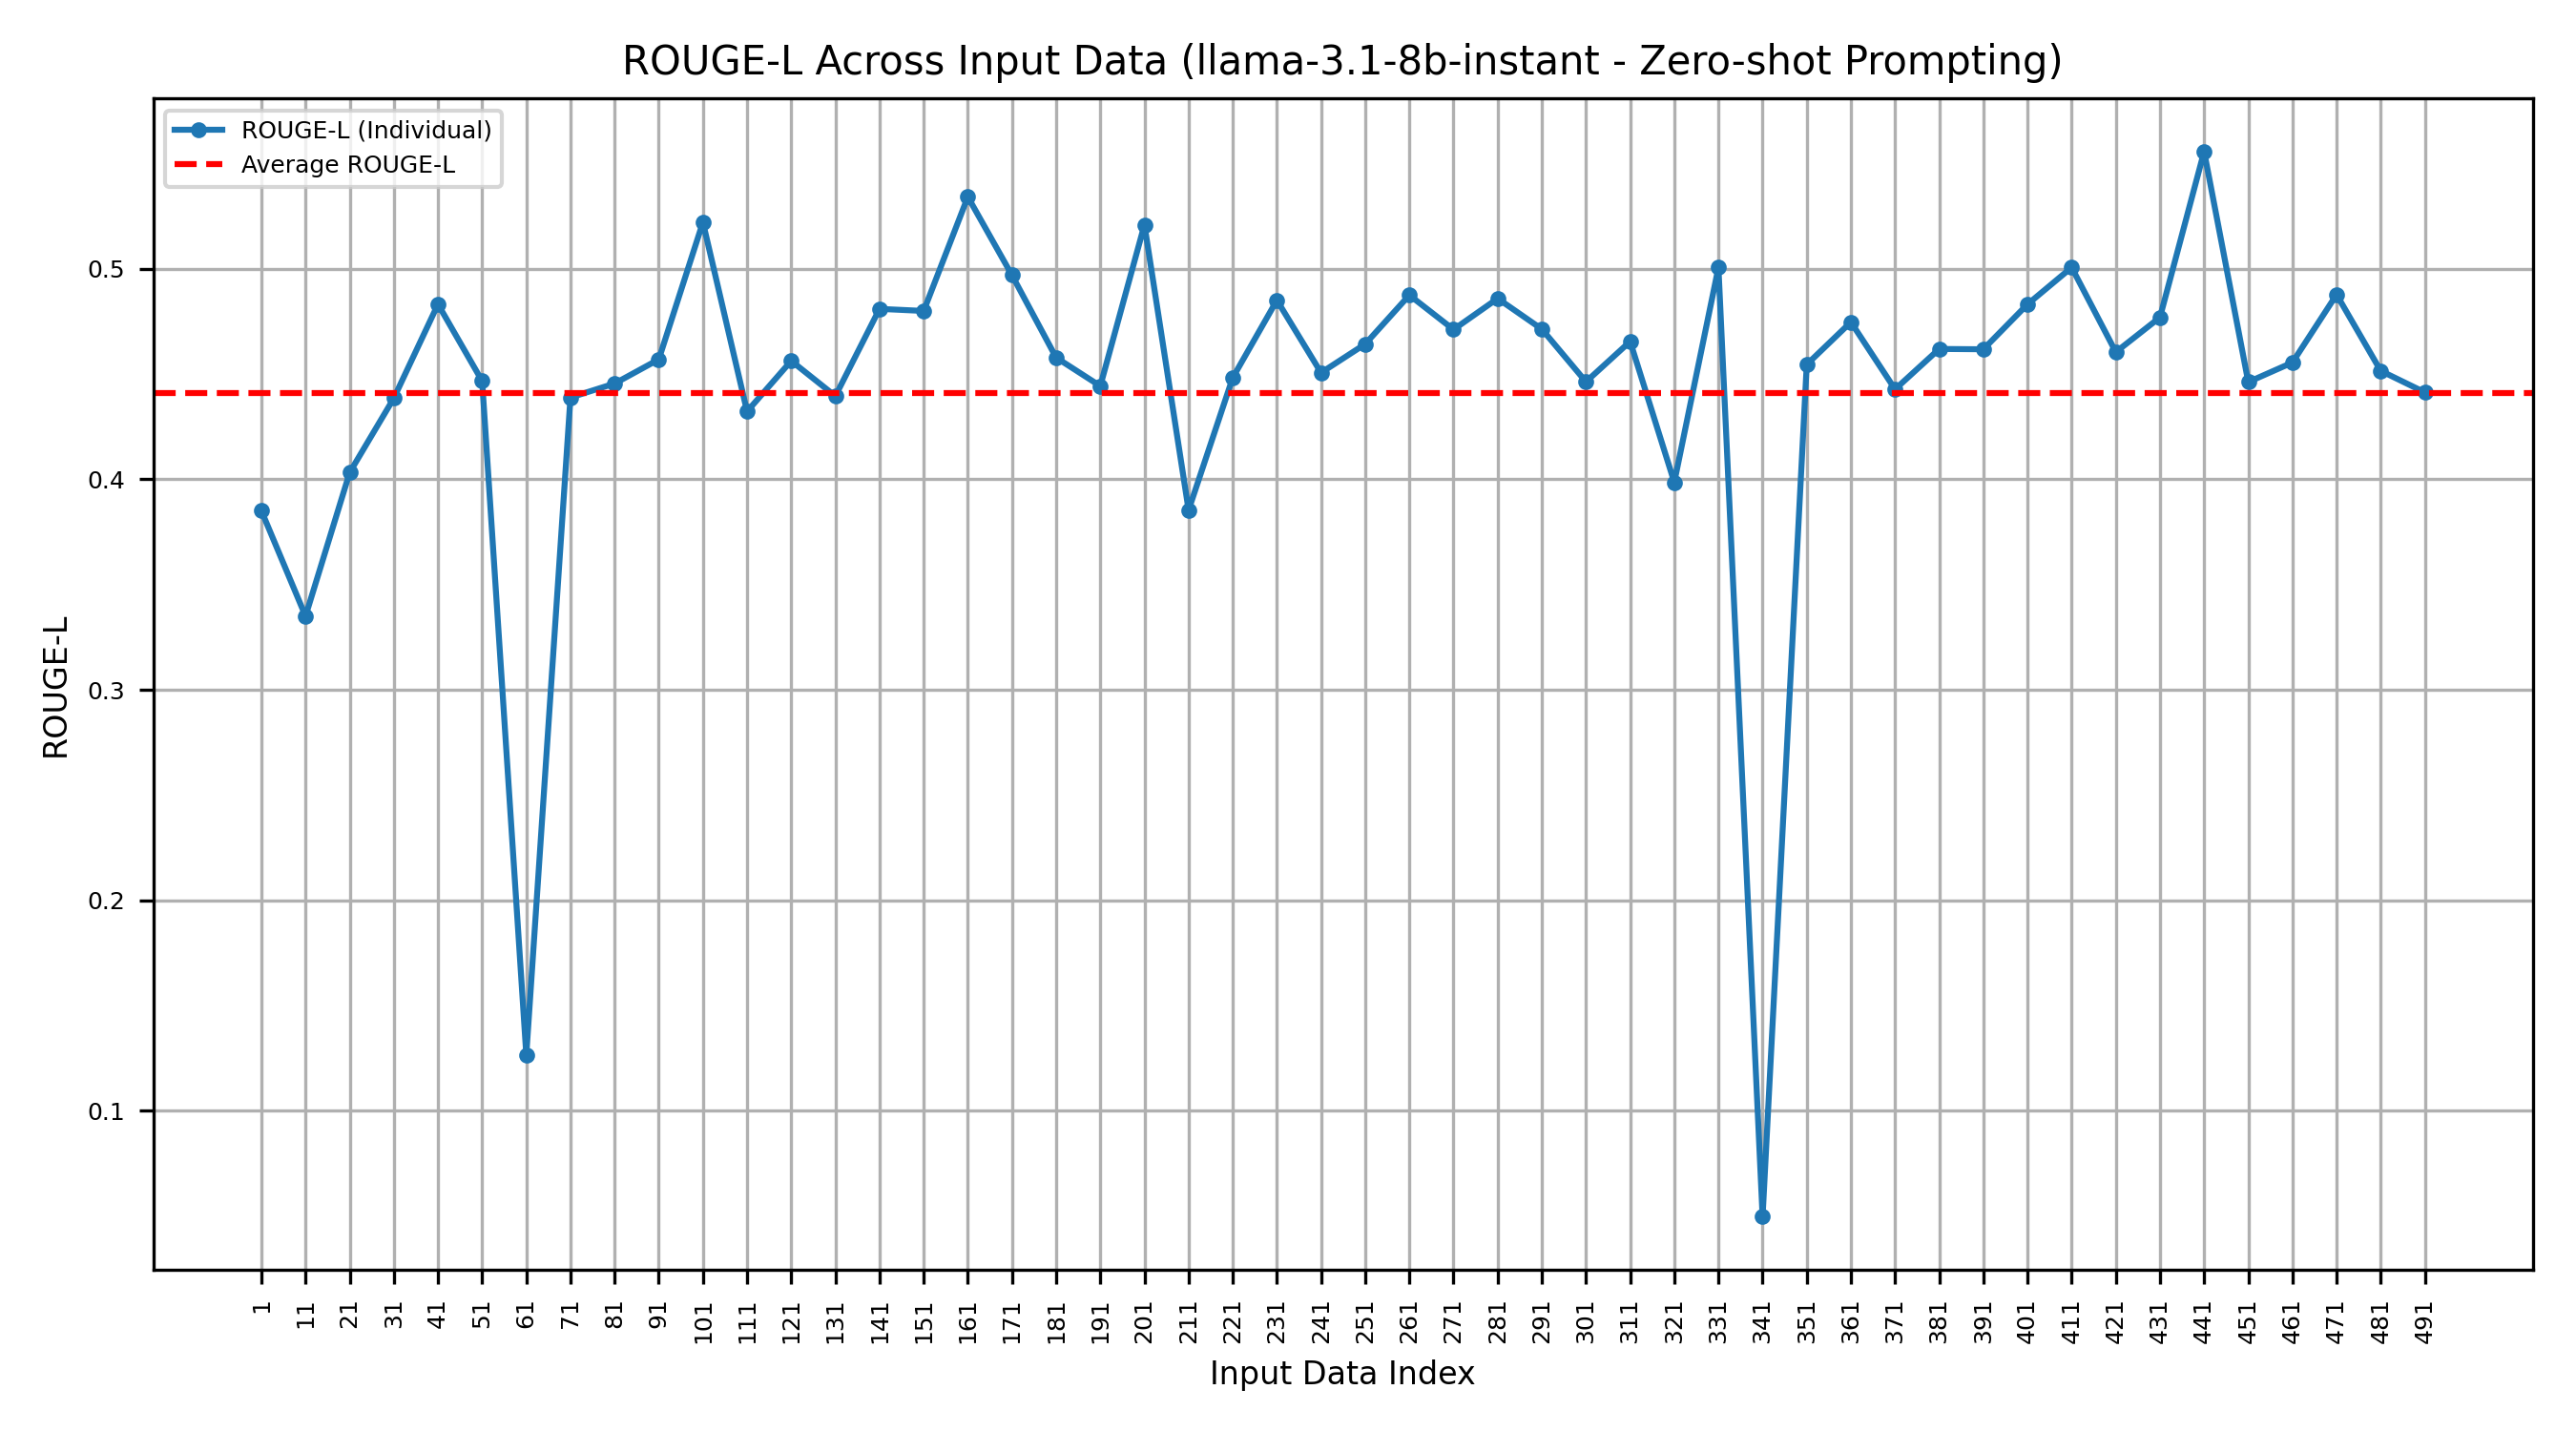 ROUGE-L Across Input Data (llama-3.1-8b-instant - Zero-shot Prompting)
ROUGE-L (Individual)
Average ROUGE-L
ROUGE-L
0.5
0.4
0.3
0.2
0.1
1 11 21 31 41 51 61 71 81 91 101 111 121 131 141 151 161 171 181 191 201 211 221 231 241 251 261 271 281 291 301 311 321 331 341 351 361 371 381 391 401 411 421 431 441 451 461 471 481 491
Input Data Index